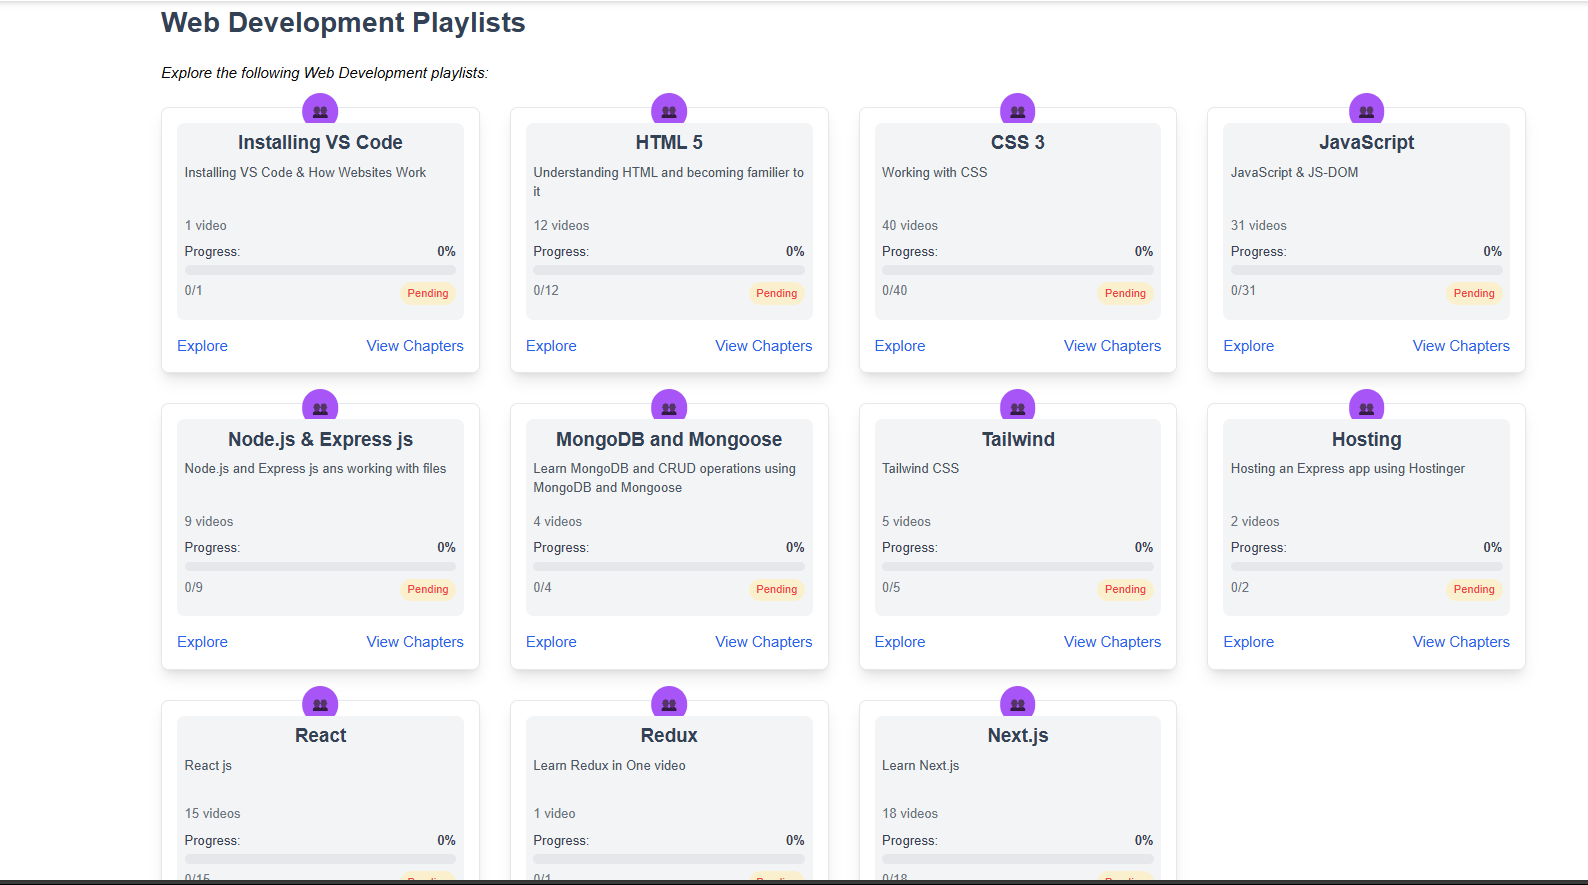 Web Development Playlists
Explore the following Web Development playlists:
Installing VS Code
Installing VS Code & How Websites Work
1 video
Progress: 0%
0/1 Pending
Explore View Chapters
HTML 5
Understanding HTML and becoming familier to
it
12 videos
Progress: 0%
0/12 Pending
Explore View Chapters
CSS 3
Working with CSS
40 videos
Progress: 0%
0/40 Pending
Explore View Chapters
JavaScript
JavaScript & JS-DOM
31 videos
Progress: 0%
0/31 Pending
Explore View Chapters
Node.js & Express js
Node.js and Express js ans working with files
9 videos
Progress: 0%
0/9 Pending
Explore View Chapters
MongoDB and Mongoose
Learn MongoDB and CRUD operations using
MongoDB and Mongoose
4 videos
Progress: 0%
0/4 Pending
Explore View Chapters
Tailwind
Tailwind CSS
5 videos
Progress: 0%
0/5 Pending
Explore View Chapters
Hosting
Hosting an Express app using Hostinger
2 videos
Progress: 0%
0/2 Pending
Explore View Chapters
React
React js
15 videos
Progress: 0%
0/15 Pending
Redux
Learn Redux in One video
1 video
Progress: 0%
0/1 Pending
Next.js
Learn Next.js
18 videos
Progress: 0%
0/18 Pending